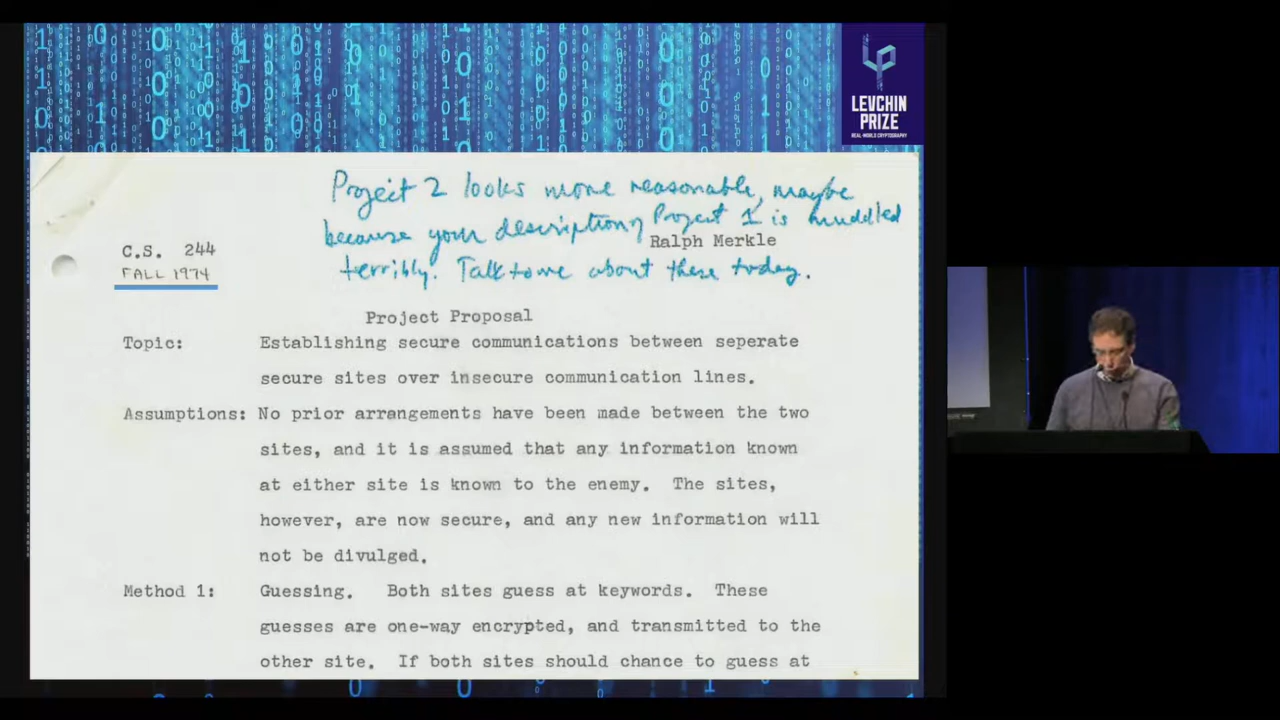 LEVCHIN
PRIZE
REAL-WORLD CRYPTOGRAPHY
Project 2 looks more reasonable, maybe
because your description of Project 1 is muddled
terribly. Talk to me about these today.
Ralph Merkle
C.S. 244
FALL 1974
Project Proposal
Topic: Establishing secure communications between seperate
secure sites over insecure communication lines.
Assumptions: No prior arrangements have been made between the two
sites, and it is assumed that any information known
at either site is known to the enemy. The sites,
however, are now secure, and any new information will
not be divulged.
Method 1: Guessing. Both sites guess at keywords. These
guesses are one-way encrypted, and transmitted to the
other site. If both sites should chance to guess at